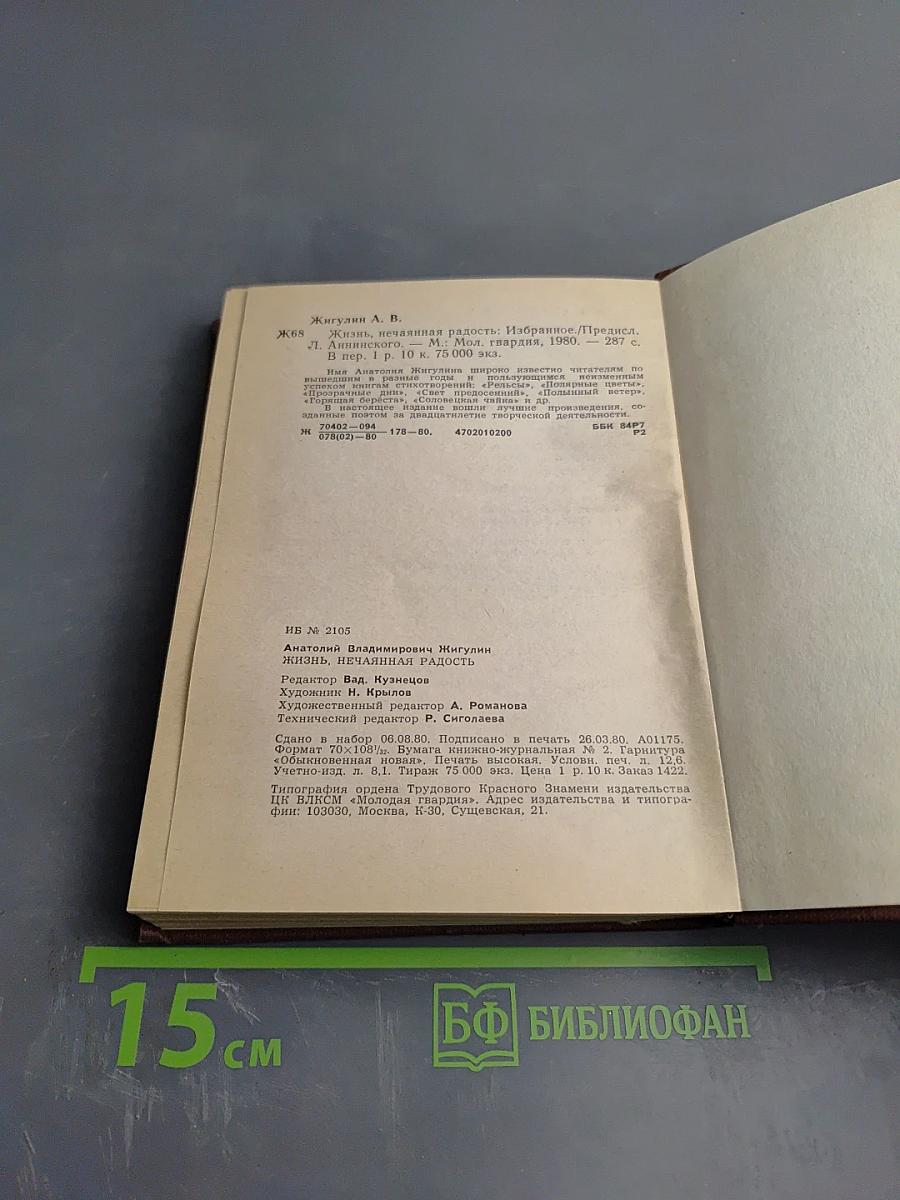 Жигулин А. В.
Ж68 Жизнь, нечаянная радость: Избранное./Предисл.
Л. Аннинского. — М.: Мол. гвардия, 1980. — 287 с.
В пер. 1 р. 10 к. 75 000 экз.
Имя Анатолия Жигулина широко известно читателям по
вышедшим в разные годы и пользующимся неизменным
успехом книгам стихотворений: «Рельсы», «Полярные цветы»,
«Прозрачные дни», «Свет предосенний», «Полынный ветер»,
«Горящая береста», «Соловецкая чайка» и др.
В настоящее издание вошли лучшие произведения, со-
зданные поэтом за двадцатилетие творческой деятельности.
Ж 70402—094
078(02)—80 178—80. 4702010200
ББК 84Р7
Р2
ИБ № 2105
Анатолий Владимирович Жигулин
ЖИЗНЬ, НЕЧАЯННАЯ РАДОСТЬ
Редактор Вад. Кузнецов
Художник Н. Крылов
Художественный редактор А. Романова
Технический редактор Р. Сиголаева
Сдано в набор 06.08.80. Подписано в печать 26.03.80. А01175.
Формат 70×108¹/₃₂. Бумага книжно-журнальная № 2. Гарнитура
«Обыкновенная новая». Печать высокая. Условн. печ. л. 12,6.
Учетно-изд. л. 8,1. Тираж 75 000 экз. Цена 1 р. 10 к. Заказ 1422.
Типография ордена Трудового Красного Знамени издательства
ЦК ВЛКСМ «Молодая гвардия». Адрес издательства и типогра-
фии: 103030, Москва, К-30, Сущевская, 21.
15 см
БФ БИБЛИОФАН